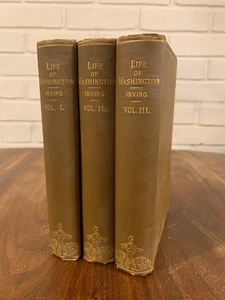 LIFE
OF
WASHINGTON
IRVING
VOL. I.
LIFE
OF
WASHINGTON
IRVING
VOL. II.
LIFE
OF
WASHINGTON
IRVING
VOL. III.